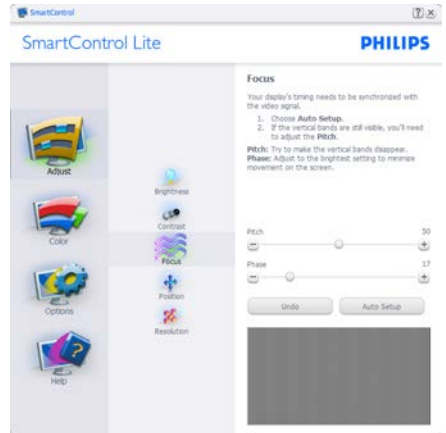 SmartControl
SmartControl Lite
PHILIPS
Adjust
Color
Options
Help
Brightness
Contrast
Focus
Position
Resolution
Focus
Your display's timing needs to be synchronized with
the video signal.
1. Choose Auto Setup.
2. If the vertical bands are still visible, you'll need
to adjust the Pitch.
Pitch: Try to make the vertical bands disappear.
Phase: Adjust to the brightest setting to minimize
movement on the screen.
Pitch 50
Phase 17
Undo Auto Setup